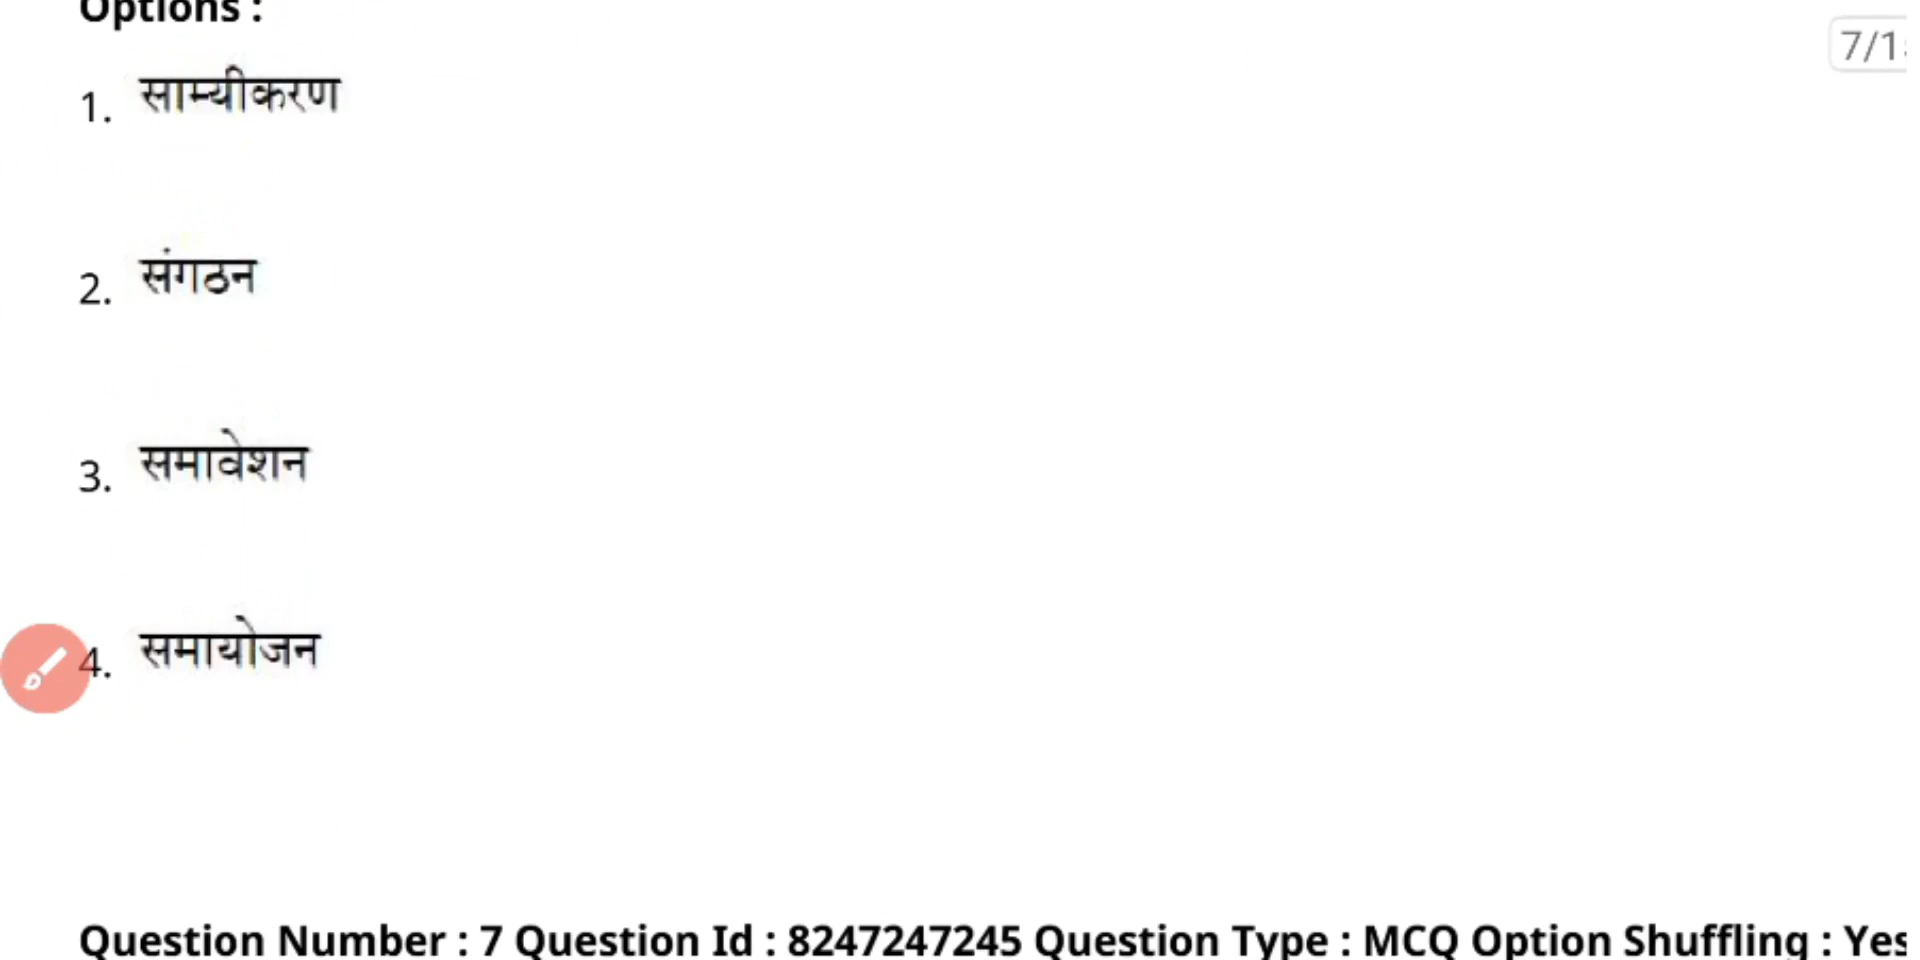 Options :
7/1
1. साम्यीकरण
2. संगठन
3. समावेशन
4. समायोजन
Question Number : 7 Question Id : 8247247245 Question Type : MCQ Option Shuffling : Yes